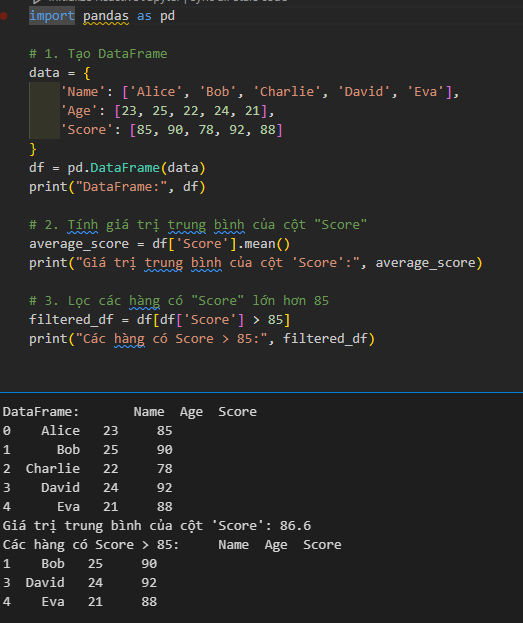 import pandas as pd
# 1. Tạo DataFrame
data = {
    'Name': ['Alice', 'Bob', 'Charlie', 'David', 'Eva'],
    'Age': [23, 25, 22, 24, 21],
    'Score': [85, 90, 78, 92, 88]
}
df = pd.DataFrame(data)
print("DataFrame:", df)
# 2. Tính giá trị trung bình của cột "Score"
average_score = df['Score'].mean()
print("Giá trị trung bình của cột 'Score':", average_score)
# 3. Lọc các hàng có "Score" lớn hơn 85
filtered_df = df[df['Score'] > 85]
print("Các hàng có Score > 85:", filtered_df)
DataFrame:       Name  Age  Score
0    Alice   23     85
1      Bob   25     90
2  Charlie   22     78
3    David   24     92
4      Eva   21     88
Giá trị trung bình của cột 'Score': 86.6
Các hàng có Score > 85:     Name  Age  Score
1    Bob   25     90
3  David   24     92
4    Eva   21     88